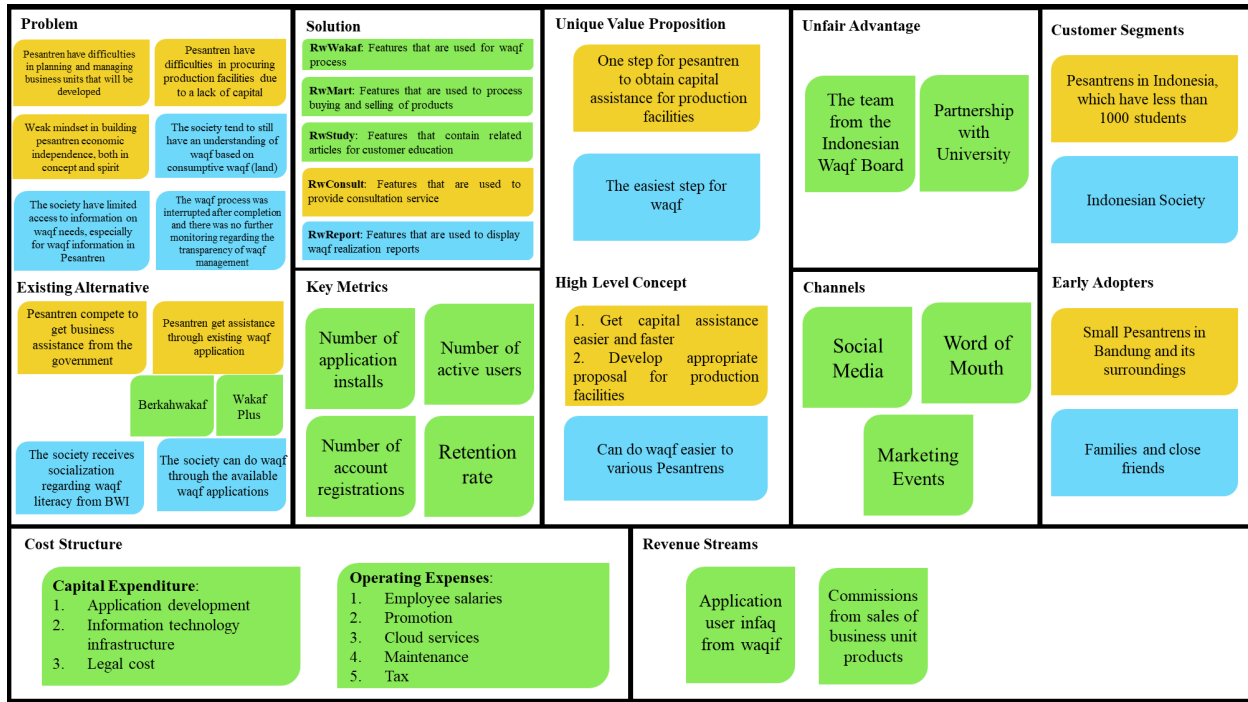 Problem
Pesantren have difficulties
in planning and managing
business units that will be
developed
Pesantren have
difficulties in procuring
production facilities due
to a lack of capital
Weak mindset in building
pesantren economic
independence, both in
concept and spirit
The society tend to still
have an understanding of
waqf based on
consumptive waqf (land)
The society have limited
access to information on
waqf needs, especially
for waqf information in
Pesantren
The waqf process was
interrupted after completion
and there was no further
monitoring regarding the
transparency of waqf
management
Existing Alternative
Pesantren compete to
get business
assistance from the
government
Pesantren get assistance
through existing waqf
application
Berkahwakaf
Wakaf
Plus
The society receives
socialization
regarding waqf
literacy from BWI
The society can do waqf
through the available
waqf applications
Solution
RwWakaf: Features that are used for waqf
process
RwMart: Features that are used to process
buying and selling of products
RwStudy: Features that contain related
articles for customer education
RwConsult: Features that are used to
provide consultation service
RwReport: Features that are used to display
waqf realization reports
Key Metrics
Number of
application
installs
Number of
active users
Number of
account
registrations
Retention
rate
Unique Value Proposition
One step for pesantren
to obtain capital
assistance for production
facilities
The easiest step for
waqf
High Level Concept
1. Get capital assistance
easier and faster
2. Develop appropriate
proposal for production
facilities
Can do waqf easier to
various Pesantrens
Unfair Advantage
The team
from the
Indonesian
Waqf Board
Partnership
with
University
Channels
Social
Media
Word of
Mouth
Marketing
Events
Customer Segments
Pesantrens in Indonesia,
which have less than
1000 students
Indonesian Society
Early Adopters
Small Pesantrens in
Bandung and its
surroundings
Families and close
friends
Cost Structure
Capital Expenditure:
1. Application development
2. Information technology
infrastructure
3. Legal cost
Operating Expenses:
1. Employee salaries
2. Promotion
3. Cloud services
4. Maintenance
5. Tax
Revenue Streams
Application
user infaq
from waqif
Commissions
from sales of
business unit
products